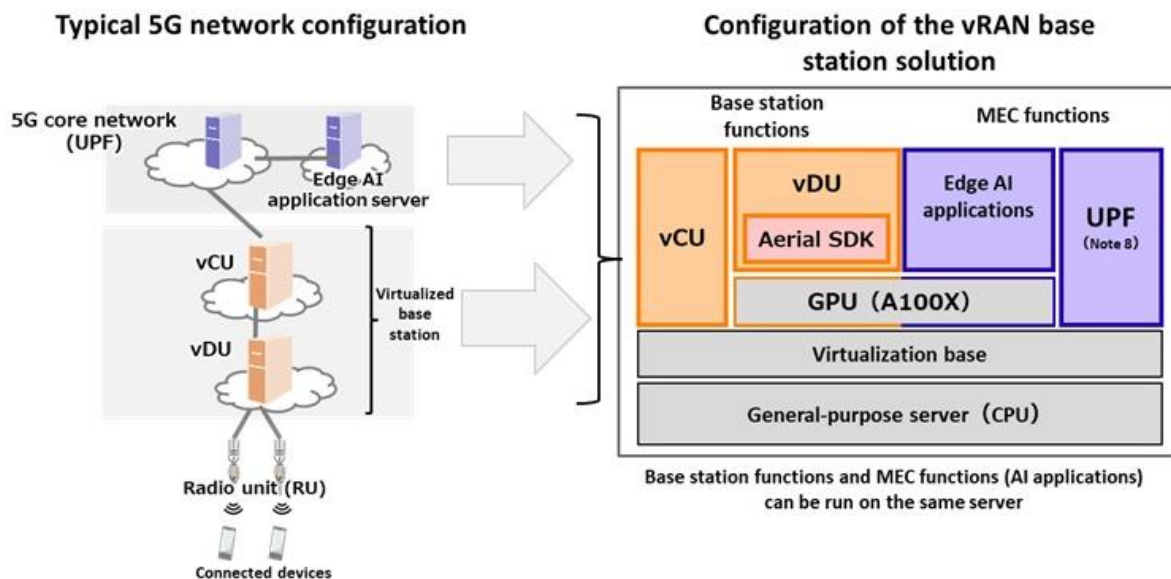 Typical 5G network configuration
5G core network
(UPF)
Edge AI
application server
vCU
Virtualized
base
station
vDU
Radio unit (RU)
Connected devices
Configuration of the vRAN base
station solution
Base station
functions
MEC functions
vCU
vDU
Aerial SDK
Edge AI
applications
UPF
(Note 8)
GPU（A100X）
Virtualization base
General-purpose server（CPU）
Base station functions and MEC functions (AI applications)
can be run on the same server